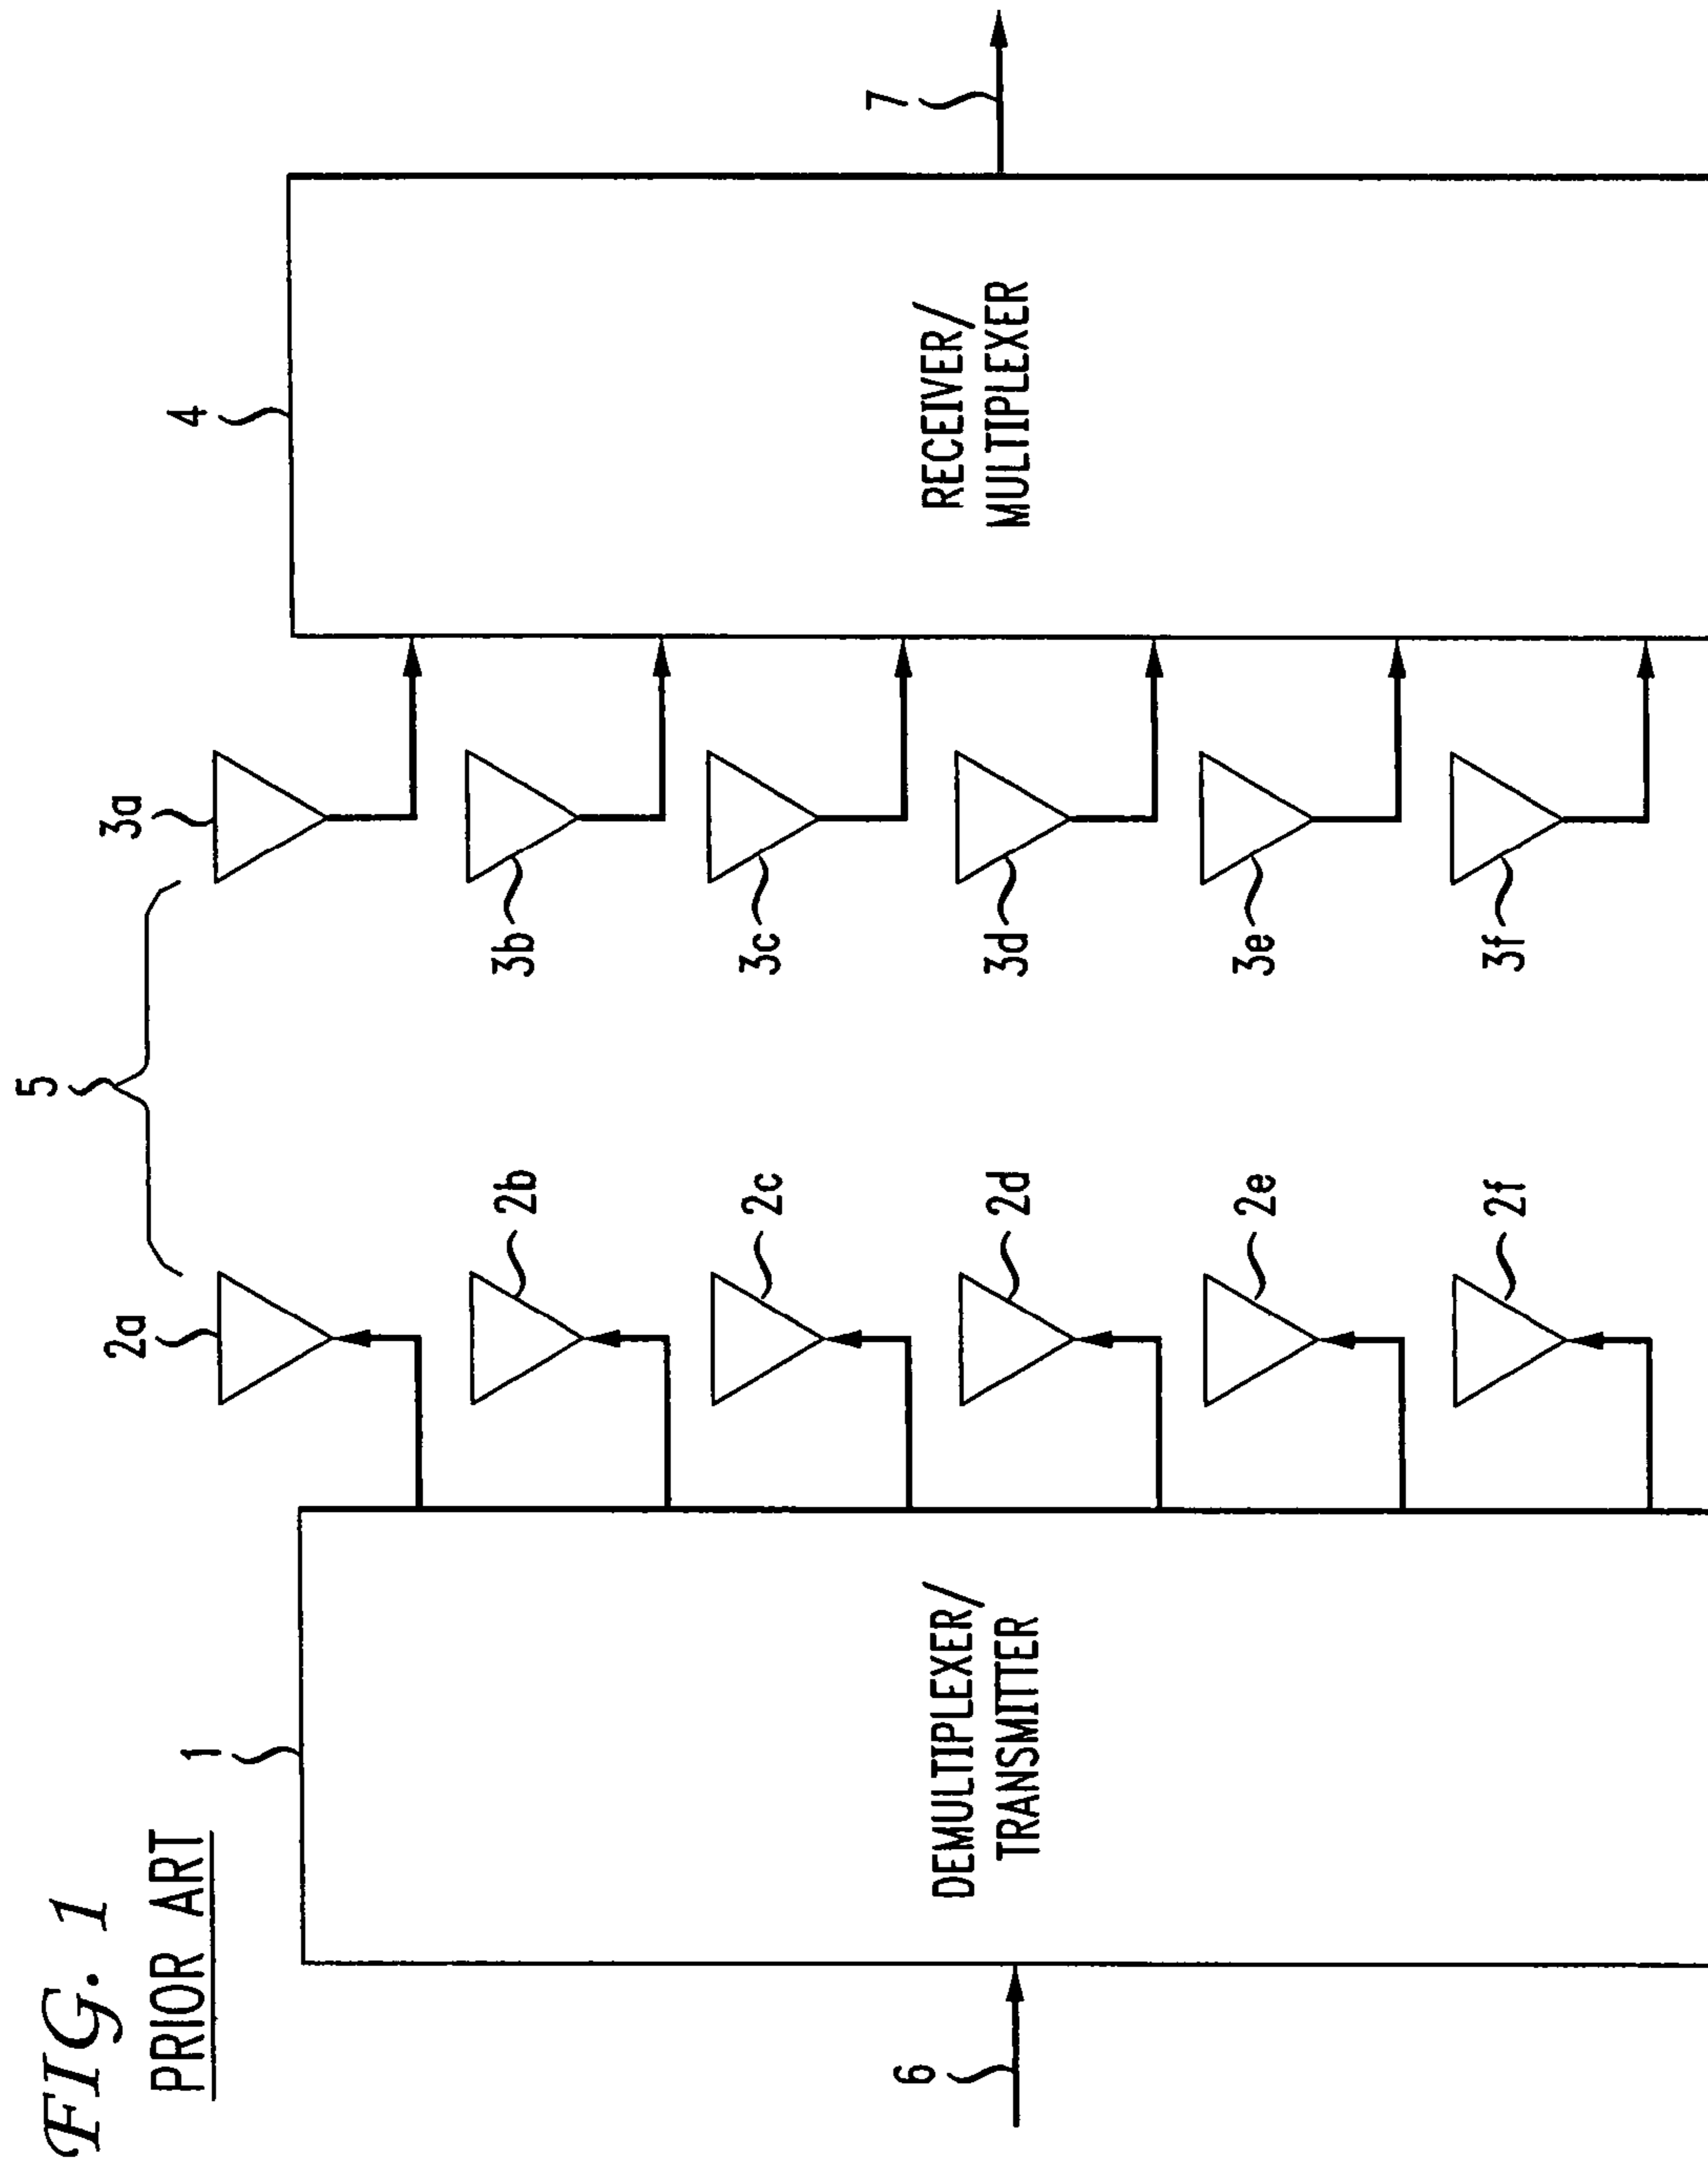 FIG. 1
PRIOR ART
6
1
DEMULTIPLEXER/
TRANSMITTER
2a
2b
2c
2d
2e
2f
5
3a
3b
3c
3d
3e
3f
4
RECEIVER/
MULTIPLEXER
7